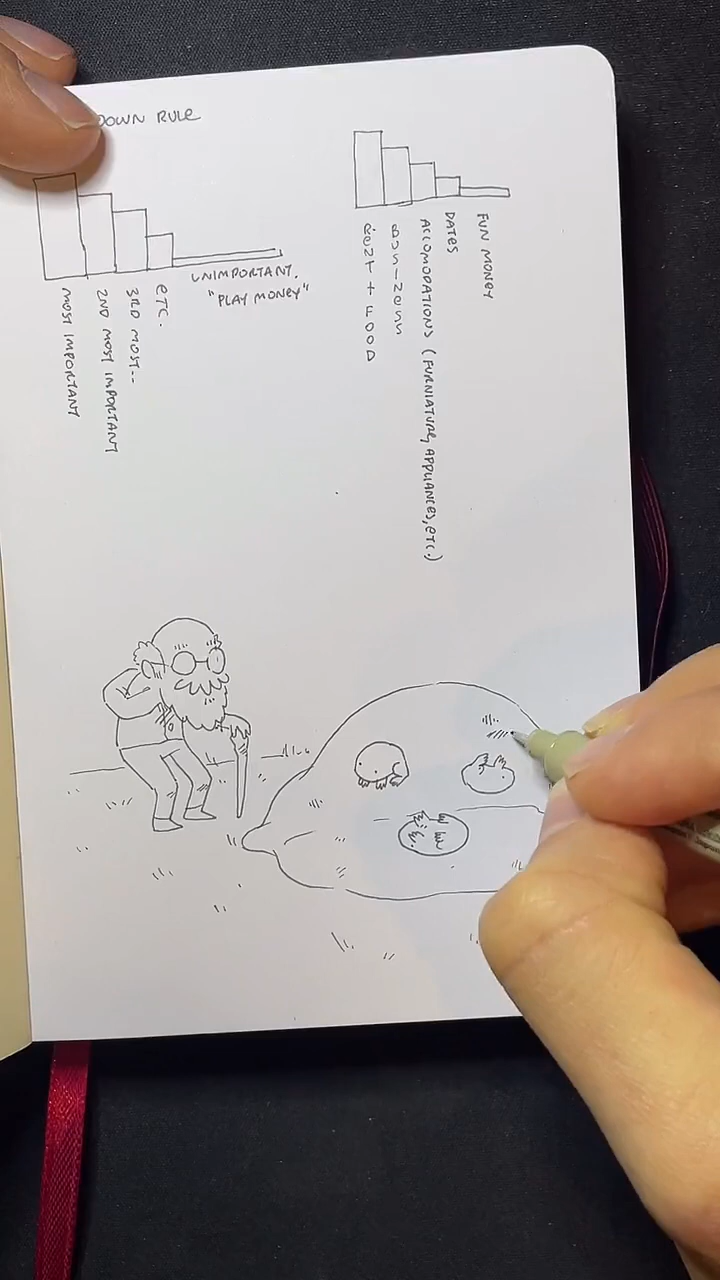 DOWN RULE
UNIMPORTANT.
"PLAY MONEY"
ETC.
3RD MOST--
2ND MOST IMPORTANT
MOST IMPORTANT
FUN MONEY
DATES
ACCOMODATIONS (FURNIATURE, APPLIANCES, ETC.)
BUSINESS
RENT + FOOD